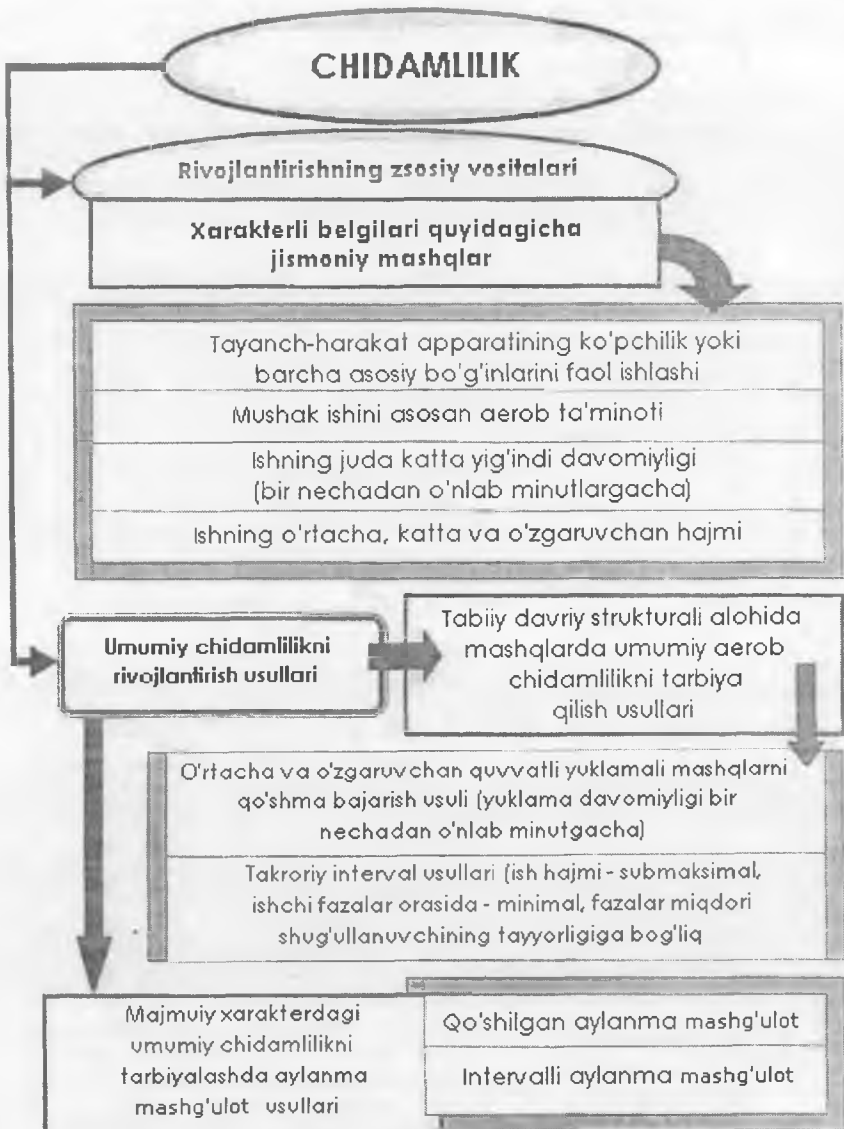 CHIDAMLILIK
Rivojlantirishning zsosiy vositalari
Xarakterli belgilari quyidagicha
jismoniy mashqlar
Tayanch-harakat apparatining ko'pchilik yoki
barcha asosiy bo'g'inlarini faol ishlashi
Mushak ishini asosan aerob ta'minoti
Ishning juda katta yig'indi davomiyligi
(bir nechadan o'nlab minutlargacha)
Ishning o'rtacha, katta va o'zgaruvchan hajmi
Umumiy chidamlilikni
rivojlantirish usullari
Tabiiy davriy strukturali alohida
mashqlarda umumiy aerob
chidamlilikni tarbiya
qilish usullari
O'rtacha va o'zgaruvchan quvvatli yuklamali mashqlarni
qo'shma bajarish usuli (yuklama davomiyligi bir
nechadan o'nlab minutgacha)
Takroriy interval usullari (ish hajmi - submaksimal,
ishchi fazalar orasida - minimal, fazalar miqdori
shug'ullanuvchining tayyorligiga bog'liq
Majmuiy xarakterdagi
umumiy chidamlilikni
tarbiyalashda aylanma
mashg'ulot usullari
Qo'shilgan aylanma mashg'ulot
Intervalli aylanma mashg'ulot